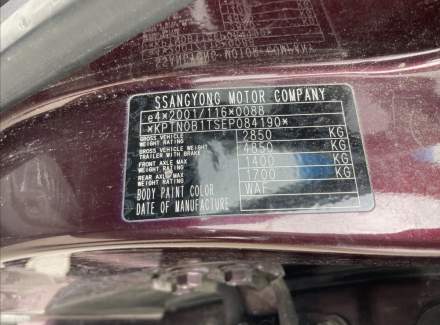 SSANGYONG MOTOR COMPANY
e4*2001/116*0088
*KPTN0B1TSEP084190*
GROSS VEHICLE WEIGHT RATING 2850 KG
GROSS VEHICLE WEIGHT TRAILER WITH BRAKE 4850 KG
FRONT AXLE MAX WEIGHT RATING 1400 KG
REAR AXLE MAX WEIGHT RATING 1700 KG
BODY PAINT COLOR WAF
DATE OF MANUFACTURE